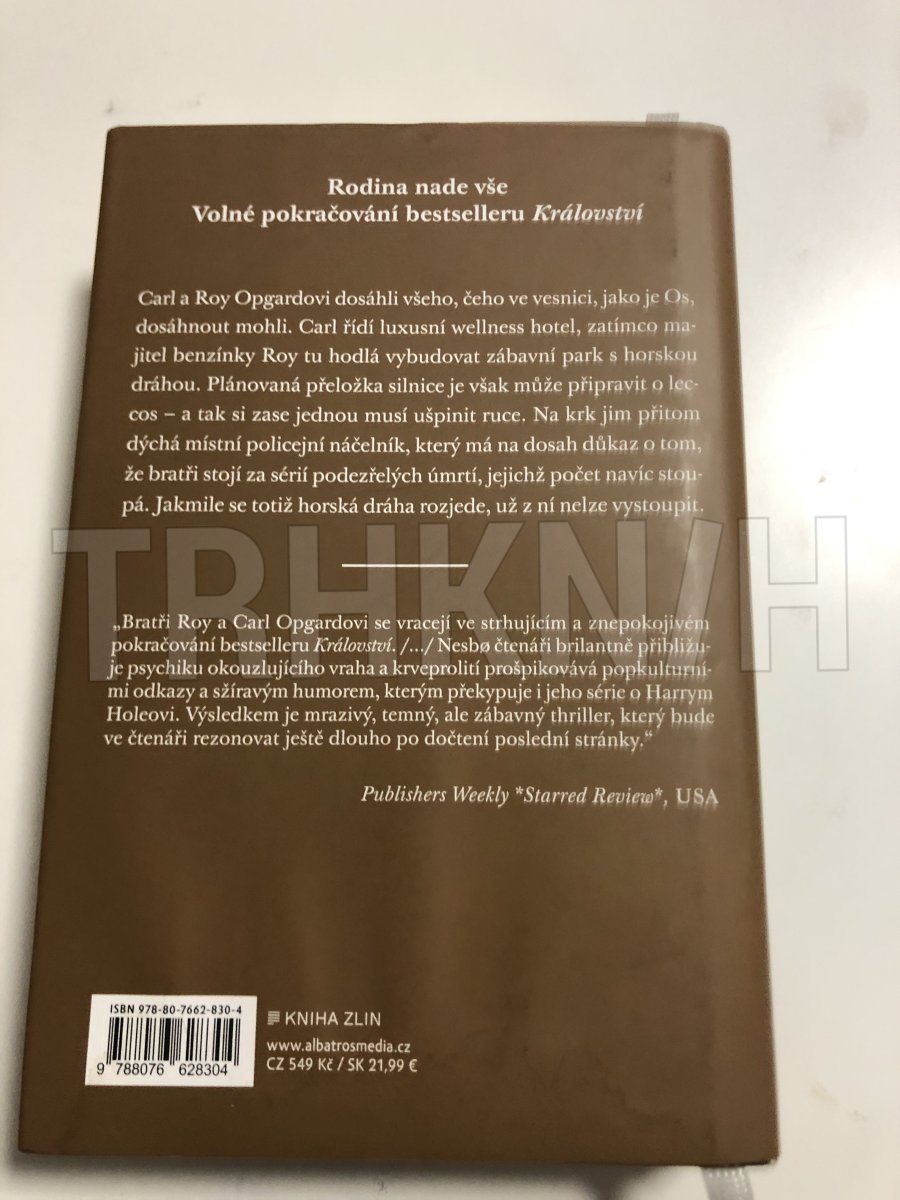 Rodina nade vše
Volné pokračování bestselleru Království
Carl a Roy Opgardovi dosáhli všeho, čeho ve vesnici, jako je Os,
dosáhnout mohli. Carl řídí luxusní wellness hotel, zatímco ma-
jitel benzínky Roy tu hodlá vybudovat zábavní park s horskou
dráhou. Plánovaná přeložka silnice je však může připravit o lec-
cos – a tak si zase jednou musí ušpinit ruce. Na krk jim přitom
dýchá místní policejní náčelník, který má na dosah důkaz o tom,
že bratři stojí za sérií podezřelých úmrtí, jejichž počet navíc stou-
pá. Jakmile se totiž horská dráha rozjede, už z ní nelze vystoupit.
TRHKNIH
„Bratři Roy a Carl Opgardovi se vracejí ve strhujícím a znepokojivém
pokračování bestselleru Království. /.../ Nesbø čtenáři brilantně přibližu-
je psychiku okouzlujícího vraha a krveprolití prošpikovává popkulturní-
mi odkazy a sžíravým humorem, kterým překypuje i jeho série o Harrym
Holeovi. Výsledkem je mrazivý, temný, ale zábavný thriller, který bude
ve čtenáři rezonovat ještě dlouho po dočtení poslední stránky.“
Publishers Weekly *Starred Review*, USA
ISBN 978-80-7662-830-4
9 788076 628304
KNIHA ZLIN
www.albatrosmedia.cz
CZ 549 Kč / SK 21,99 €